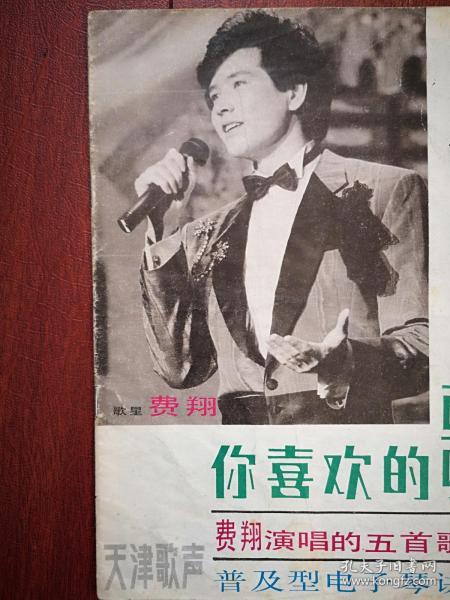 歌星 费翔
你喜欢的
费翔演唱的五首歌
天津歌声
普及型电子琴
孔夫子旧书网